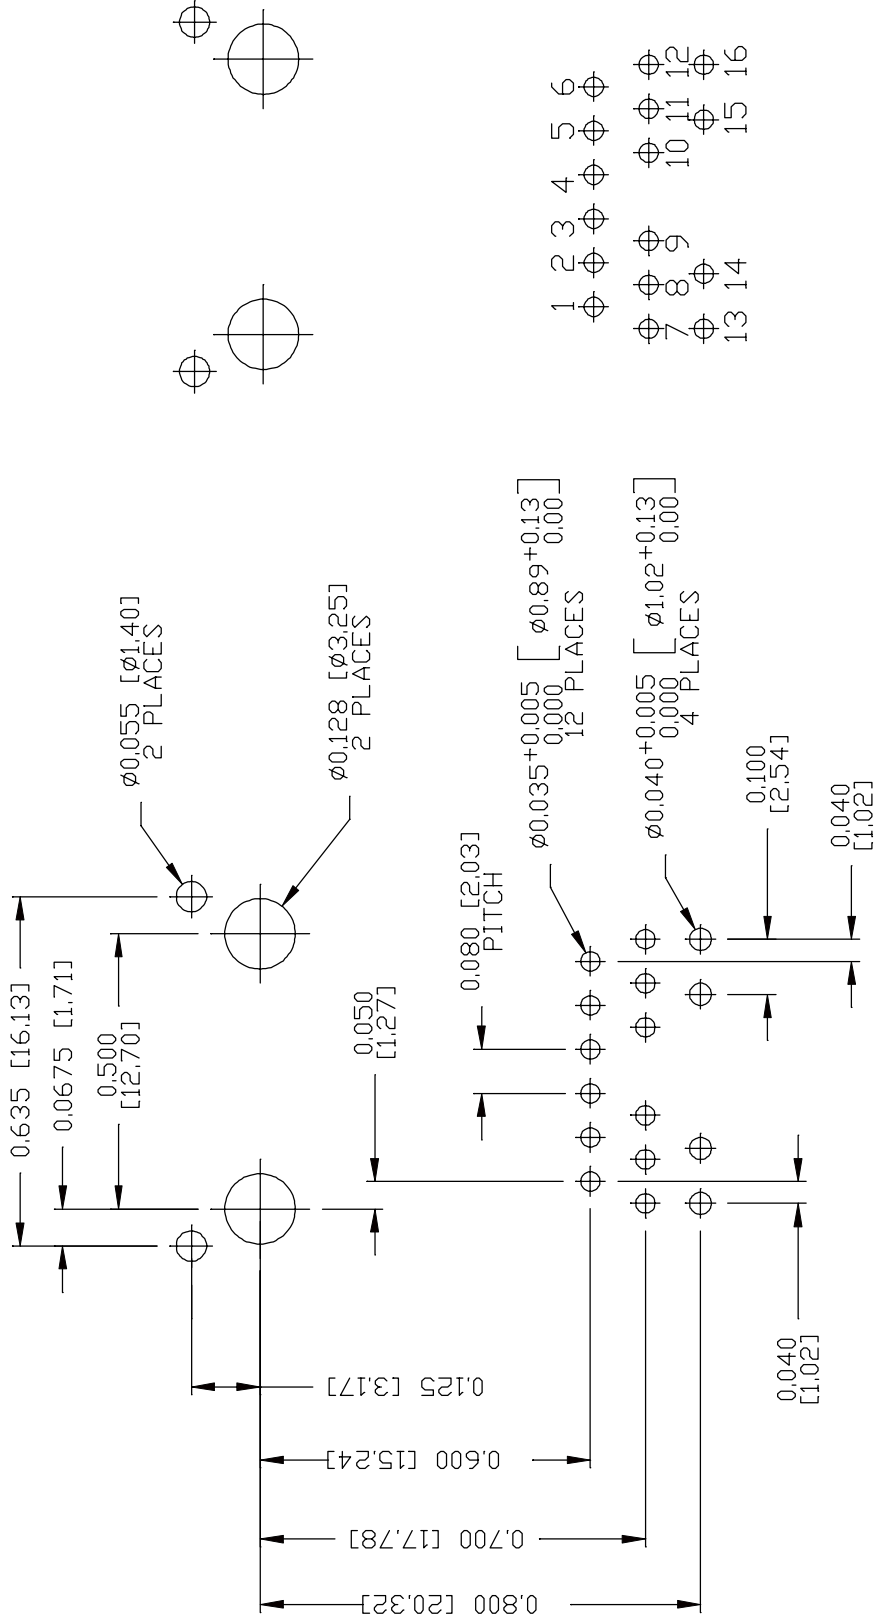 0.635 [16.13]
0.0675 [1.71]
0.500
[12.70]
ø0.055 [ø1.40]
2 PLACES
ø0.128 [ø3.25]
2 PLACES
0.050
[1.27]
0.080 [2.03]
PITCH
ø0.035+0.005 [ø0.89+0.13]
0.000 0.00
12 PLACES
ø0.040+0.005 [ø1.02+0.13]
0.000 0.00
4 PLACES
0.100
[2.54]
0.040
[1.02]
0.040
[1.02]
0.125 [3.17]
0.600 [15.24]
0.700 [17.78]
0.800 [20.32]
1 2 3 4 5 6
7 8 9 10 11 12
13 14 15 16